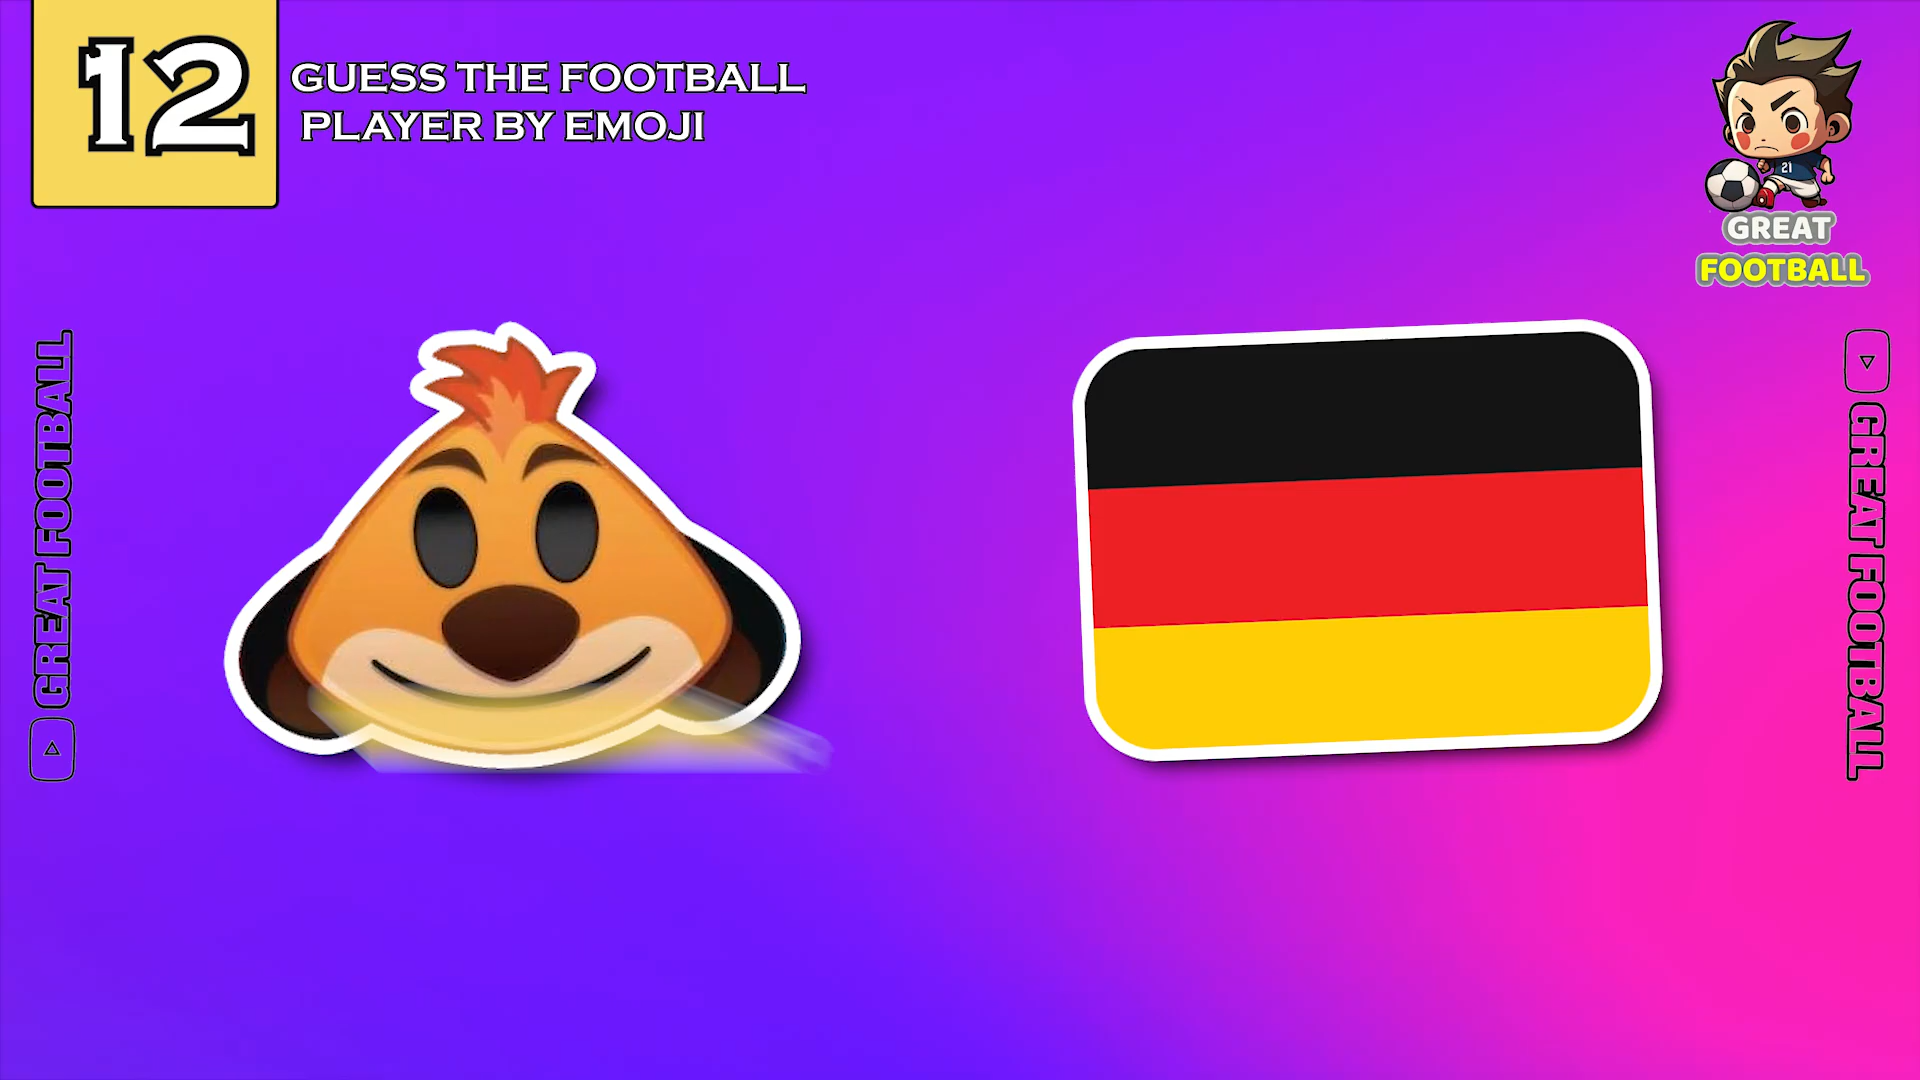 12
GUESS THE FOOTBALL
PLAYER BY EMOJI
21
GREAT
FOOTBALL
GREAT FOOTBALL
GREAT FOOTBALL